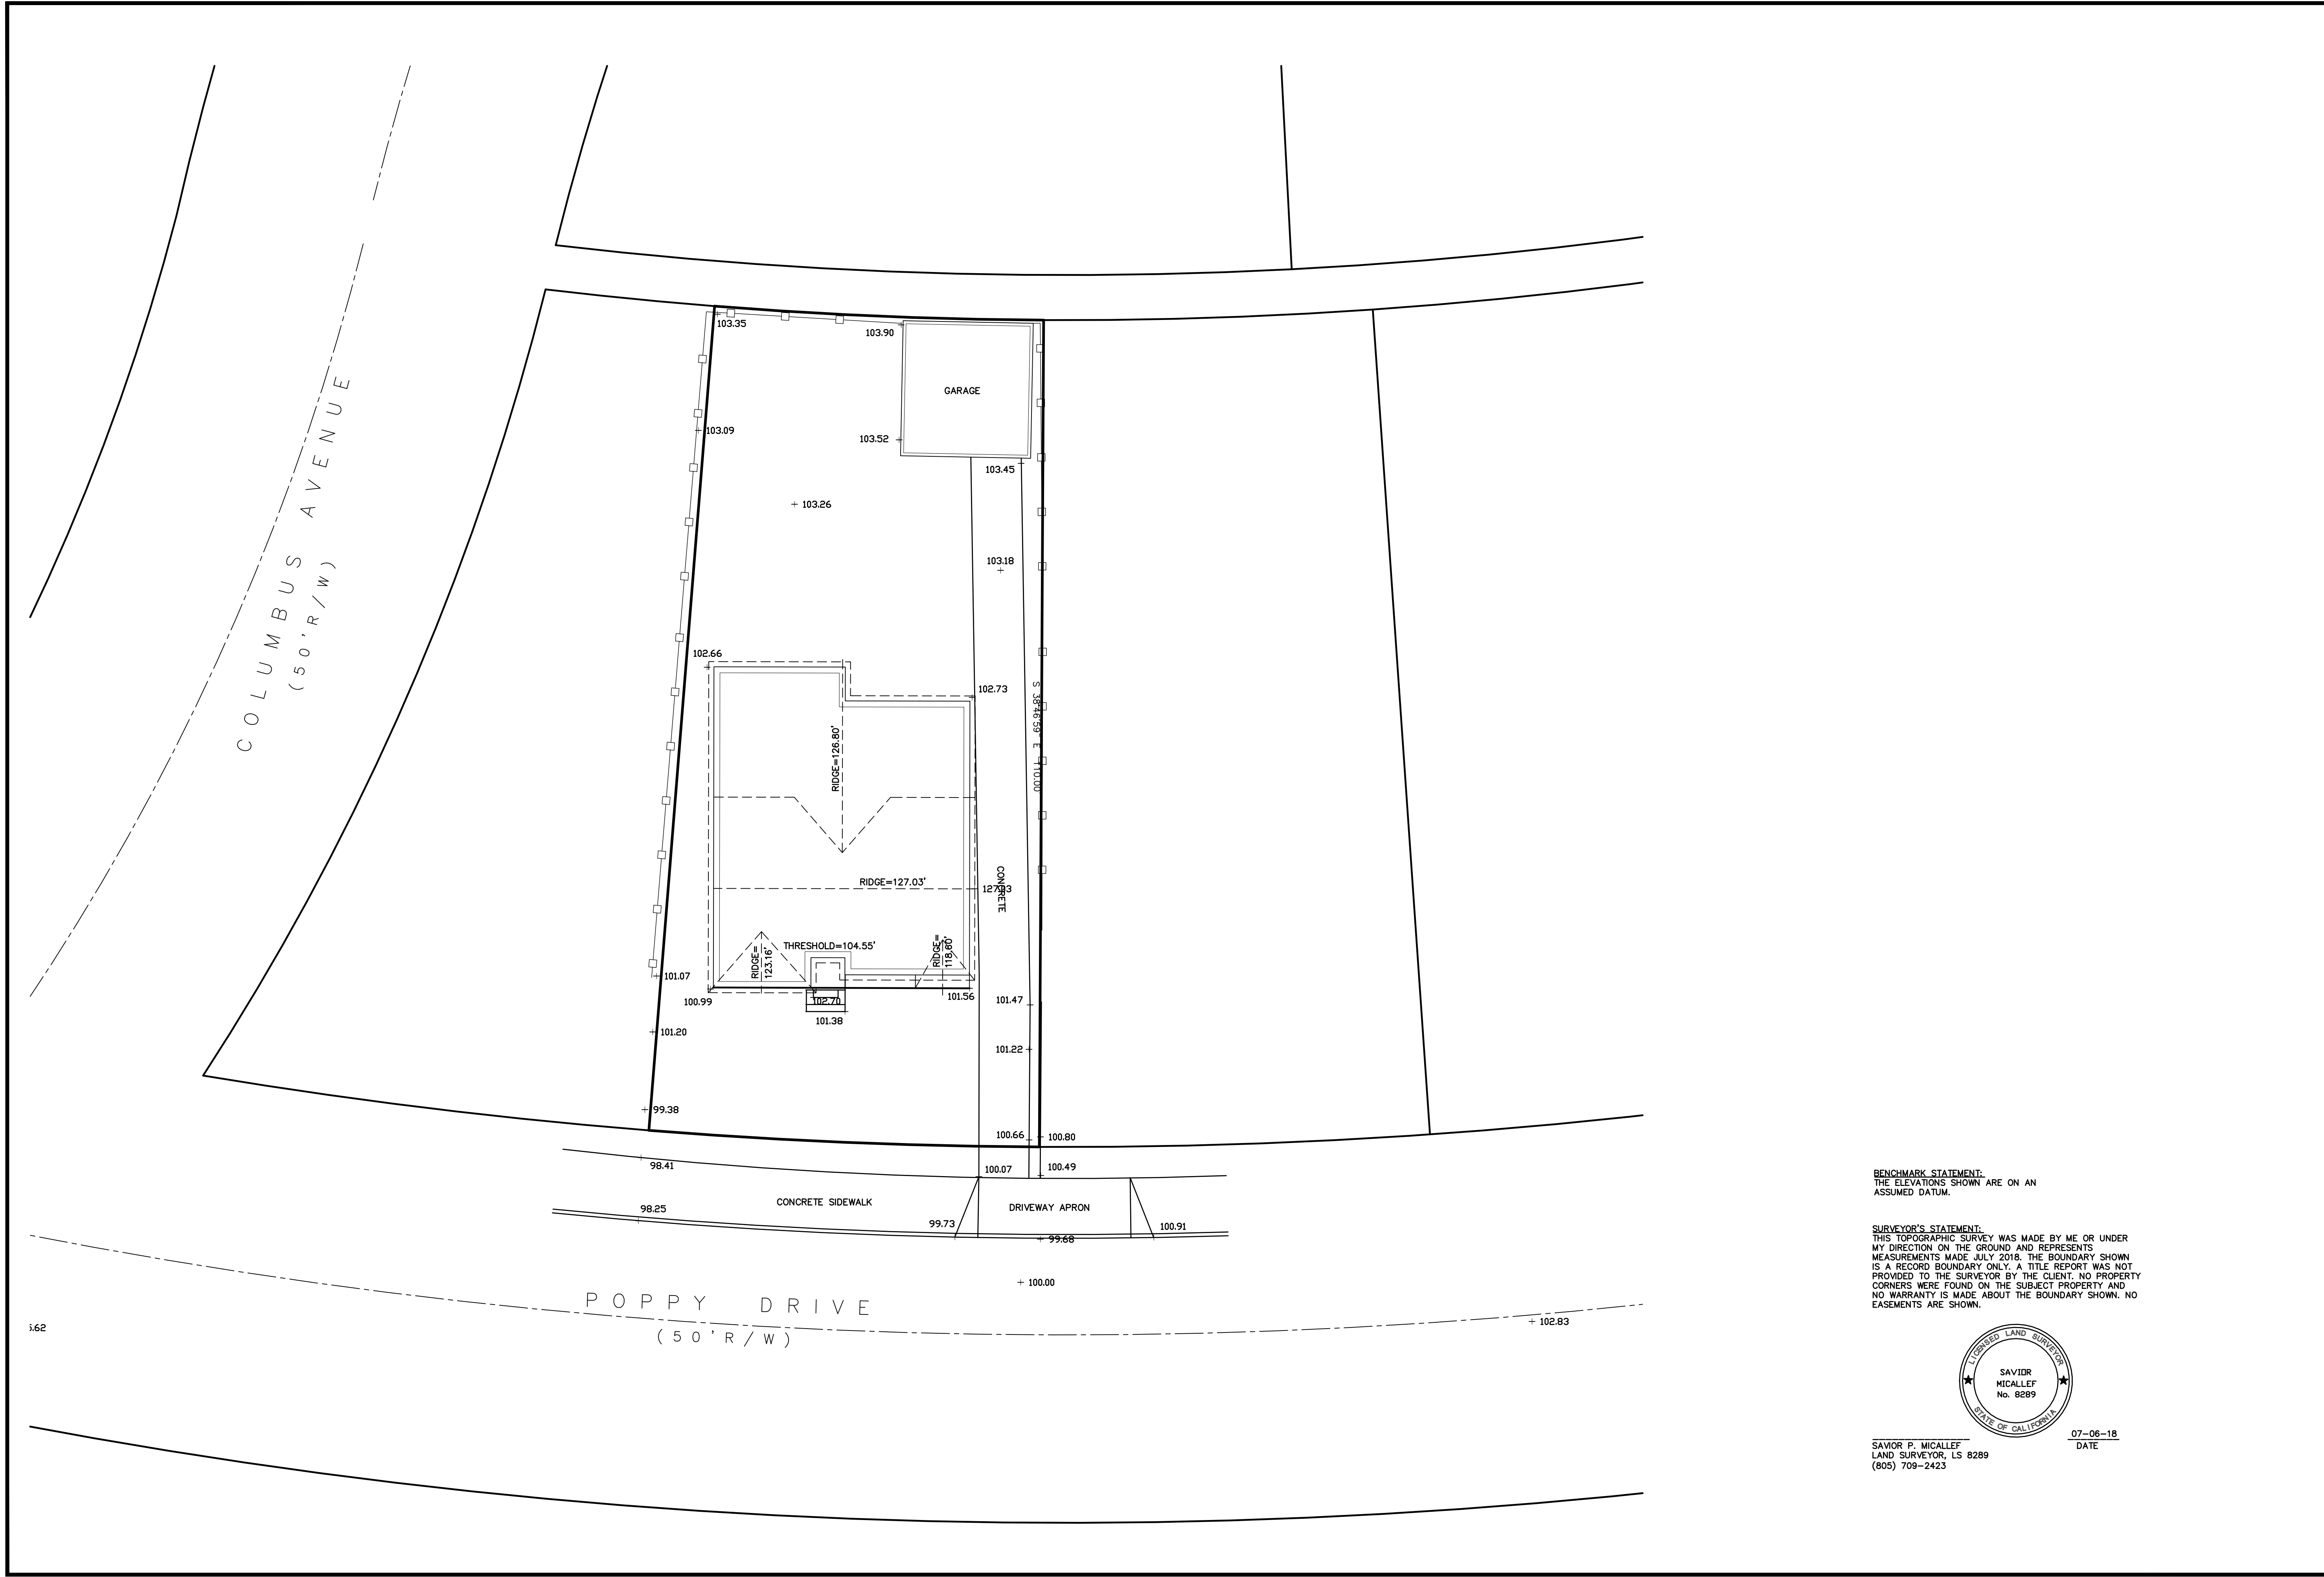 COLUMBUS AVENUE
(50'R/W)
103.35
103.90
GARAGE
103.09
103.52
103.45
103.26
103.18
102.66
102.73
S 38°46'59" E 110.00
RIDGE=126.80'
RIDGE=127.03'
127.03
CONCRETE
THRESHOLD=104.55'
RIDGE=
123.16'
RIDGE=
118.60'
101.07
100.99
102.70
101.56
101.47
101.38
101.20
101.22
99.38
100.66
100.80
98.41
100.07
100.49
CONCRETE SIDEWALK
DRIVEWAY APRON
98.25
99.73
100.91
99.68
100.00
POPPY DRIVE
(50'R/W)
102.83
.62
BENCHMARK STATEMENT:
THE ELEVATIONS SHOWN ARE ON AN
ASSUMED DATUM.
SURVEYOR'S STATEMENT:
THIS TOPOGRAPHIC SURVEY WAS MADE BY ME OR UNDER
MY DIRECTION ON THE GROUND AND REPRESENTS
MEASUREMENTS MADE JULY 2018. THE BOUNDARY SHOWN
IS A RECORD BOUNDARY ONLY. A TITLE REPORT WAS NOT
PROVIDED TO THE SURVEYOR BY THE CLIENT. NO PROPERTY
CORNERS WERE FOUND ON THE SUBJECT PROPERTY AND
NO WARRANTY IS MADE ABOUT THE BOUNDARY SHOWN. NO
EASEMENTS ARE SHOWN.
LICENSED LAND SURVEYOR
SAVIOR
MICALLEF
No. 8289
STATE OF CALIFORNIA
07-06-18
DATE
SAVIOR P. MICALLEF
LAND SURVEYOR, LS 8289
(805) 709-2423